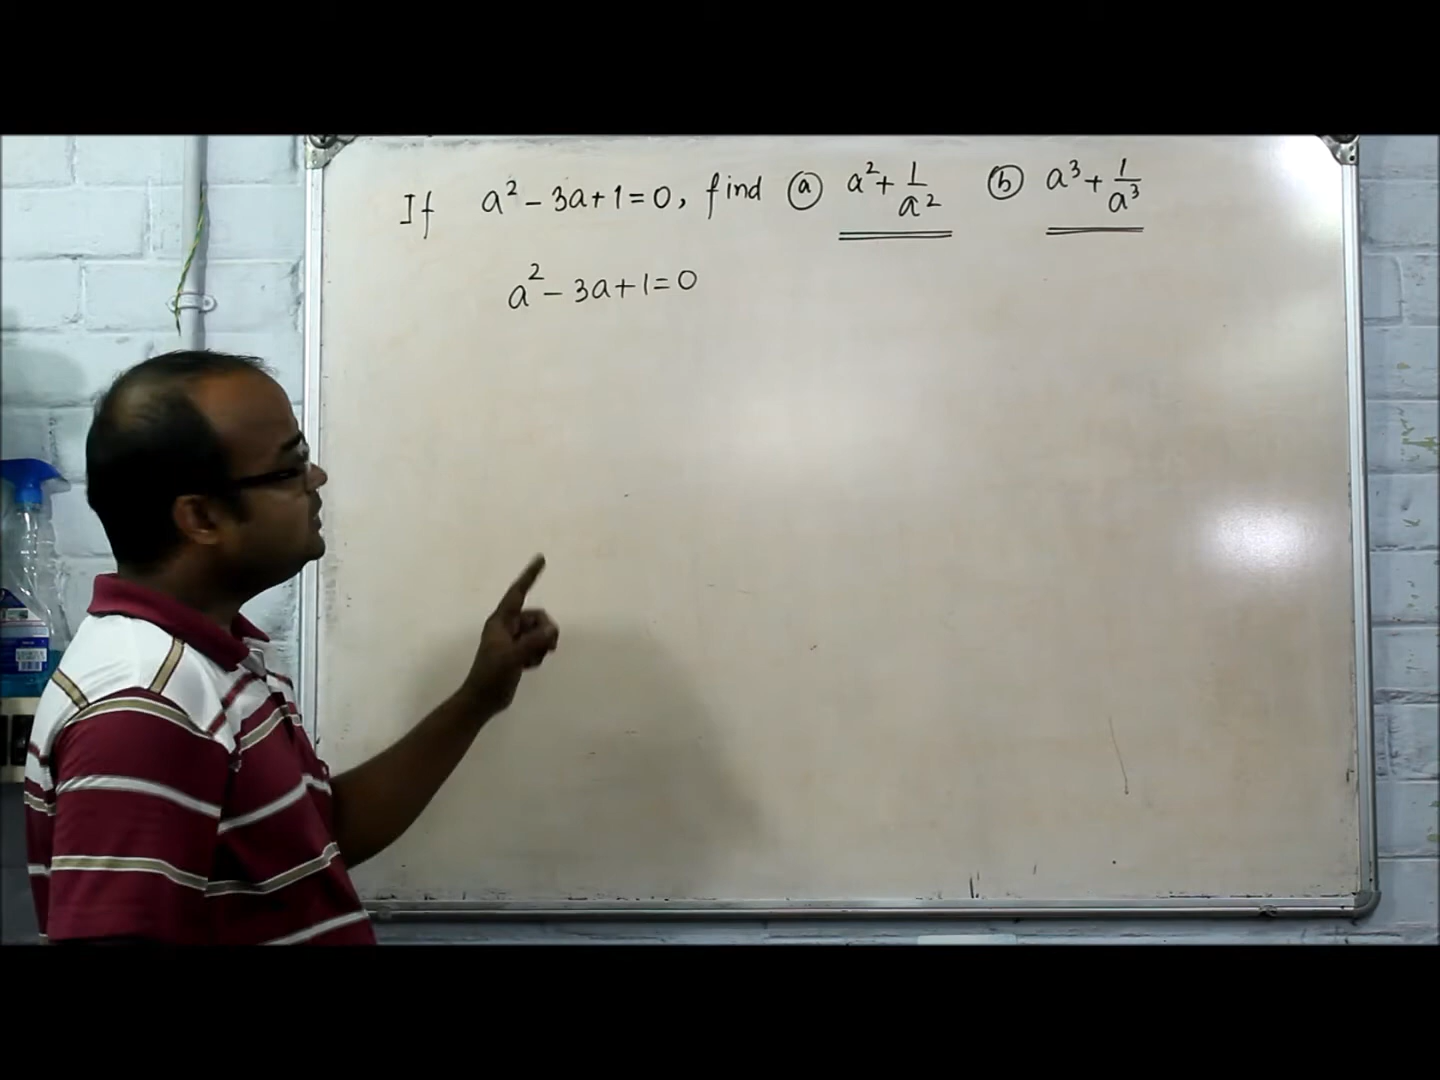 If a² - 3a + 1 = 0, find ⓐ a² + 1/a² ⓑ a³ + 1/a³
a² - 3a + 1 = 0